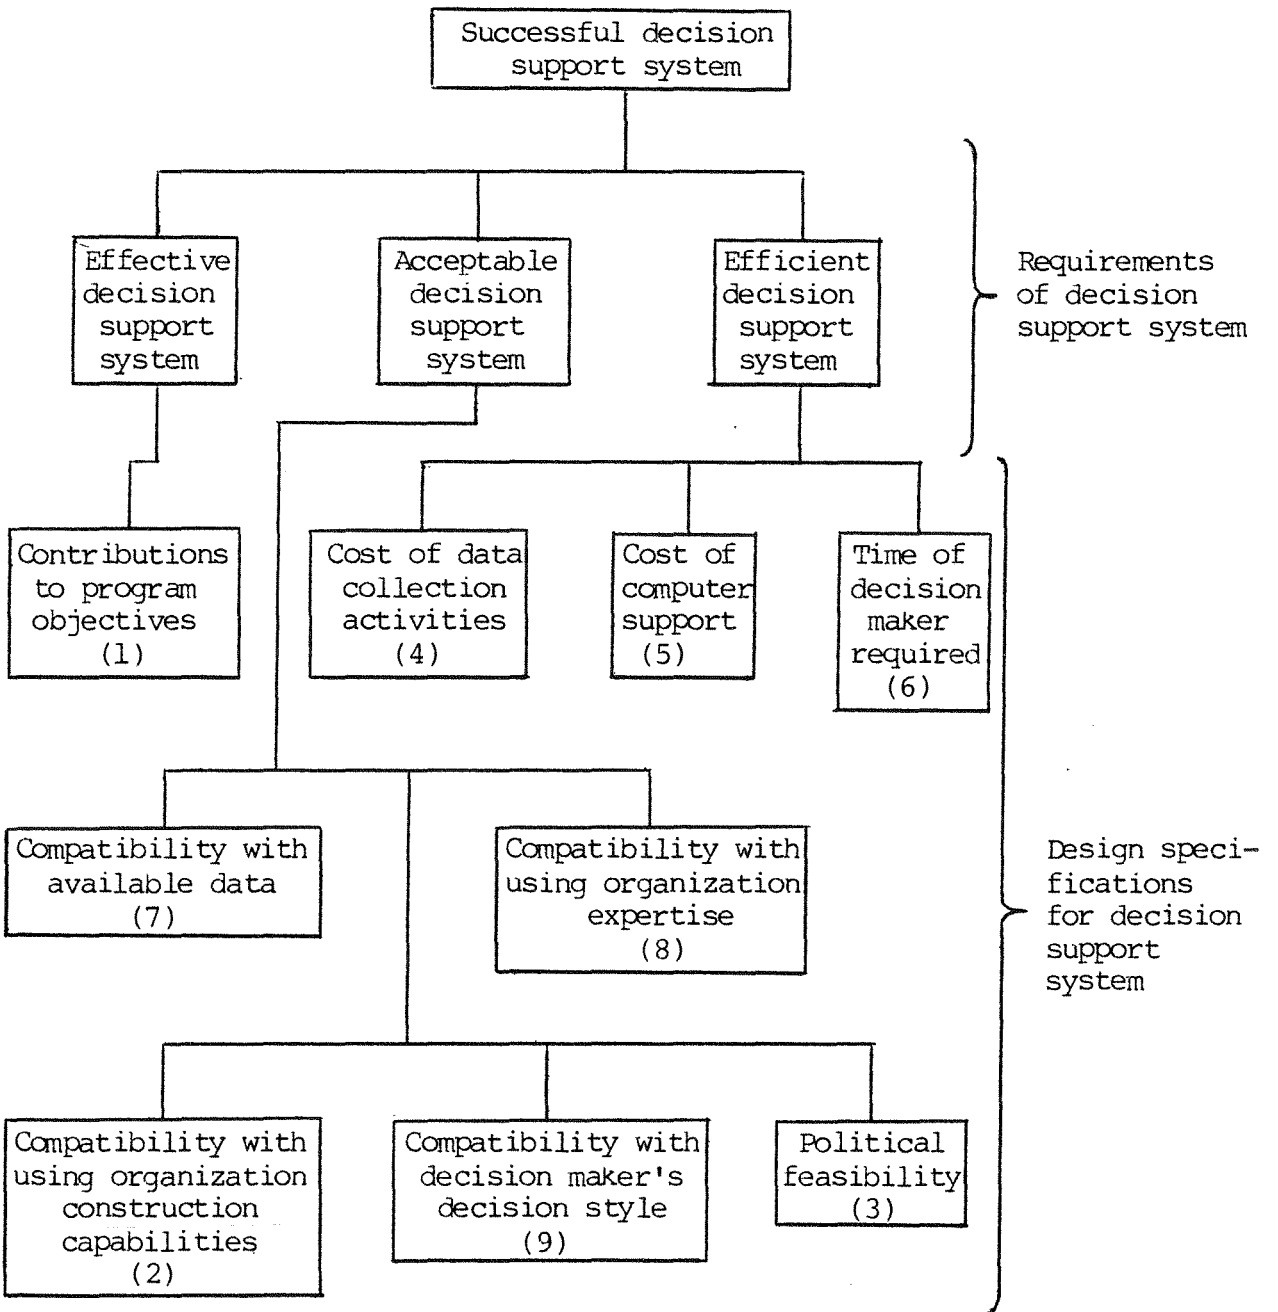 Successful decision
support system
Effective
decision
support
system
Acceptable
decision
support
system
Efficient
decision
support
system
Requirements
of decision
support system
Contributions
to program
objectives
(1)
Cost of data
collection
activities
(4)
Cost of
computer
support
(5)
Time of
decision
maker
required
(6)
Compatibility with
available data
(7)
Compatibility with
using organization
expertise
(8)
Design speci-
fications
for decision
support
system
Compatibility with
using organization
construction
capabilities
(2)
Compatibility with
decision maker's
decision style
(9)
Political
feasibility
(3)